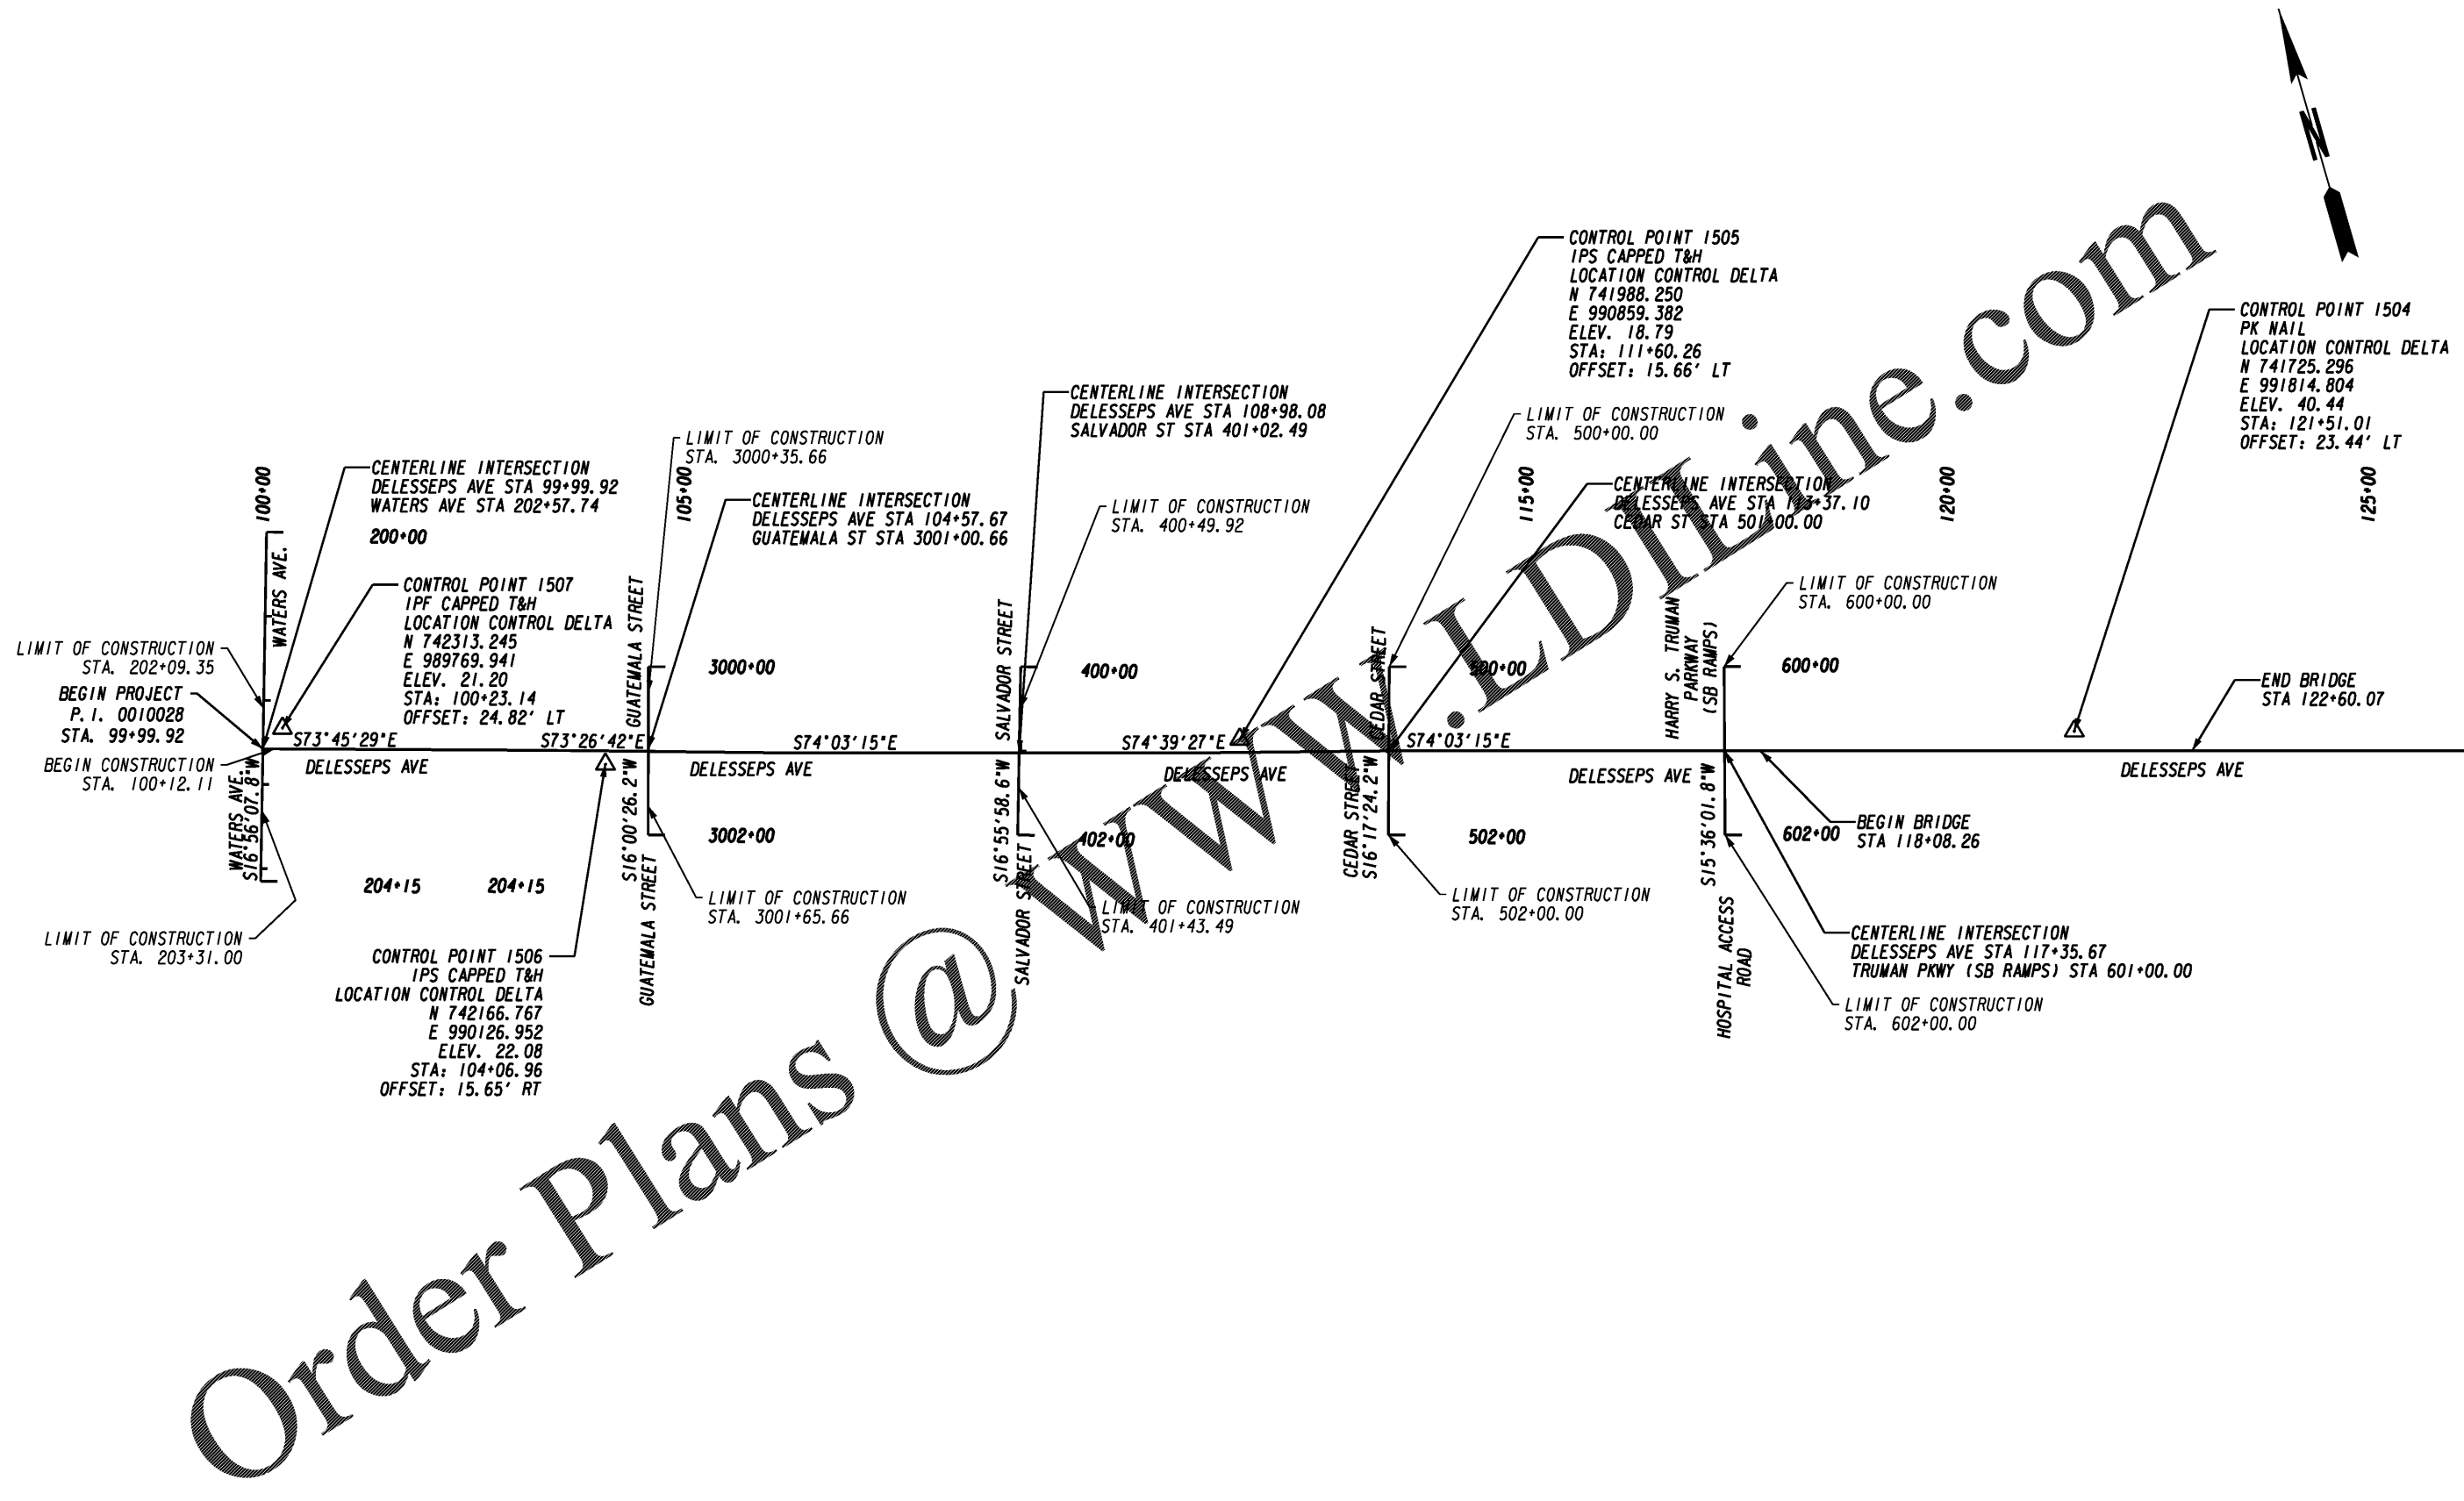 CONTROL POINT 1505
IPS CAPPED T&H
LOCATION CONTROL DELTA
N 741988.250
E 990859.382
ELEV. 18.79
STA: 111+60.26
OFFSET: 15.66' LT
CONTROL POINT 1504
PK NAIL
LOCATION CONTROL DELTA
N 741725.296
E 991814.804
ELEV. 40.44
STA: 121+51.01
OFFSET: 23.44' LT
N
CENTERLINE INTERSECTION
DELESSEPS AVE STA 108+98.08
SALVADOR ST STA 401+02.49
LIMIT OF CONSTRUCTION
STA. 500+00.00
LIMIT OF CONSTRUCTION
STA. 3000+35.66
CENTERLINE INTERSECTION
DELESSEPS AVE STA 99+99.92
WATERS AVE STA 202+57.74
100+00
105+00
115+00
120+00
125+00
CENTERLINE INTERSECTION
DELESSEPS AVE STA 104+57.67
GUATEMALA ST STA 3001+00.66
LIMIT OF CONSTRUCTION
STA. 400+49.92
CENTERLINE INTERSECTION
DELESSEPS AVE STA 113+37.10
CEDAR ST STA 501+00.00
200+00
WATERS AVE.
CONTROL POINT 1507
IPF CAPPED T&H
LOCATION CONTROL DELTA
N 742313.245
E 989769.941
ELEV. 21.20
STA: 100+23.14
OFFSET: 24.82' LT
GUATEMALA STREET
SALVADOR STREET
CEDAR STREET
HARRY S. TRUMAN
PARKWAY
(SB RAMPS)
LIMIT OF CONSTRUCTION
STA. 600+00.00
LIMIT OF CONSTRUCTION
STA. 202+09.35
BEGIN PROJECT
P.I. 0010028
STA. 99+99.92
BEGIN CONSTRUCTION
STA. 100+12.11
3000+00
400+00
500+00
600+00
END BRIDGE
STA 122+60.07
S73°45'29"E
S73°26'42"E
S74°03'15"E
S74°39'27"E
S74°03'15"E
DELESSEPS AVE
DELESSEPS AVE
DELESSEPS AVE
DELESSEPS AVE
DELESSEPS AVE
WATERS AVE.
S16°56'07.8"W
S16°00'26.2"W
GUATEMALA STREET
S16°55'58.6"W
SALVADOR STREET
CEDAR STREET
S16°17'24.2"W
S15°36'01.8"W
HOSPITAL ACCESS
ROAD
3002+00
402+00
502+00
602+00
BEGIN BRIDGE
STA 118+08.26
204+15
204+15
LIMIT OF CONSTRUCTION
STA. 203+31.00
LIMIT OF CONSTRUCTION
STA. 3001+65.66
LIMIT OF CONSTRUCTION
STA. 401+43.49
LIMIT OF CONSTRUCTION
STA. 502+00.00
CENTERLINE INTERSECTION
DELESSEPS AVE STA 117+35.67
TRUMAN PKWY (SB RAMPS) STA 601+00.00
LIMIT OF CONSTRUCTION
STA. 602+00.00
CONTROL POINT 1506
IPS CAPPED T&H
LOCATION CONTROL DELTA
N 742166.767
E 990126.952
ELEV. 22.08
STA: 104+06.96
OFFSET: 15.65' RT
Order Plans @ www.LDILine.com